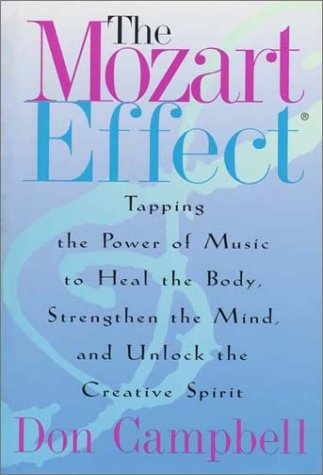 The
Mozart
Effect®
Tapping
the Power of Music
to Heal the Body,
Strengthen the Mind,
and Unlock the
Creative Spirit
Don Campbell